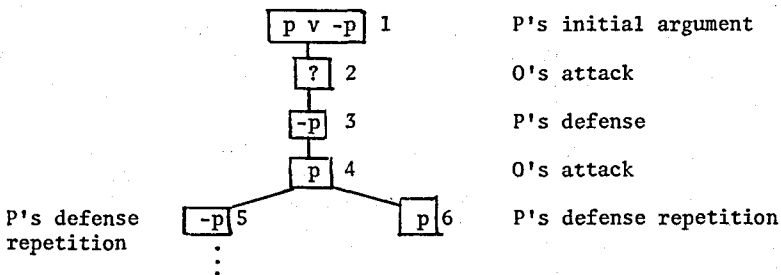 p v -p 1 P's initial argument
? 2 O's attack
-p 3 P's defense
p 4 O's attack
P's defense repetition -p 5 p 6 P's defense repetition